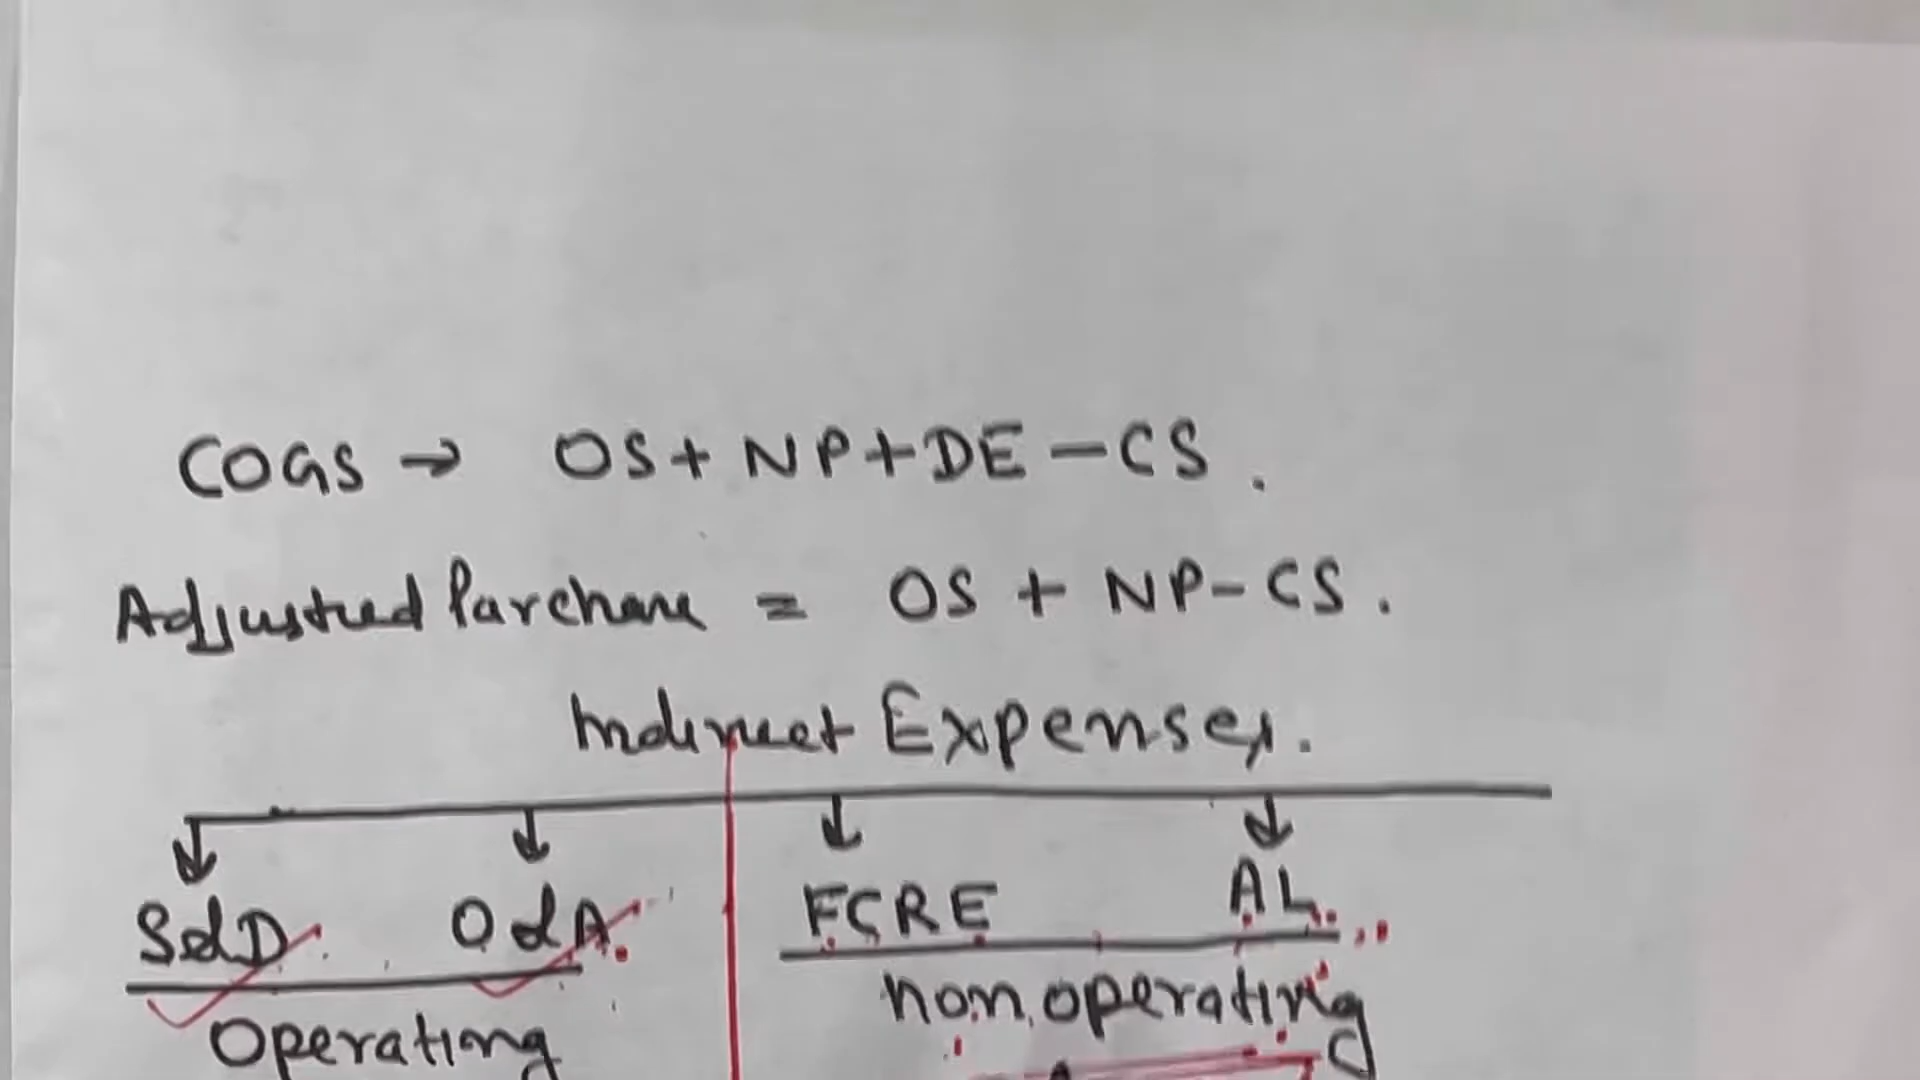 COGS → OS + NP + DE - CS.
Adjusted Purchase = OS + NP - CS.
Indirect Expenses.
S&D O&A. FCRE AL...
Operating non operating